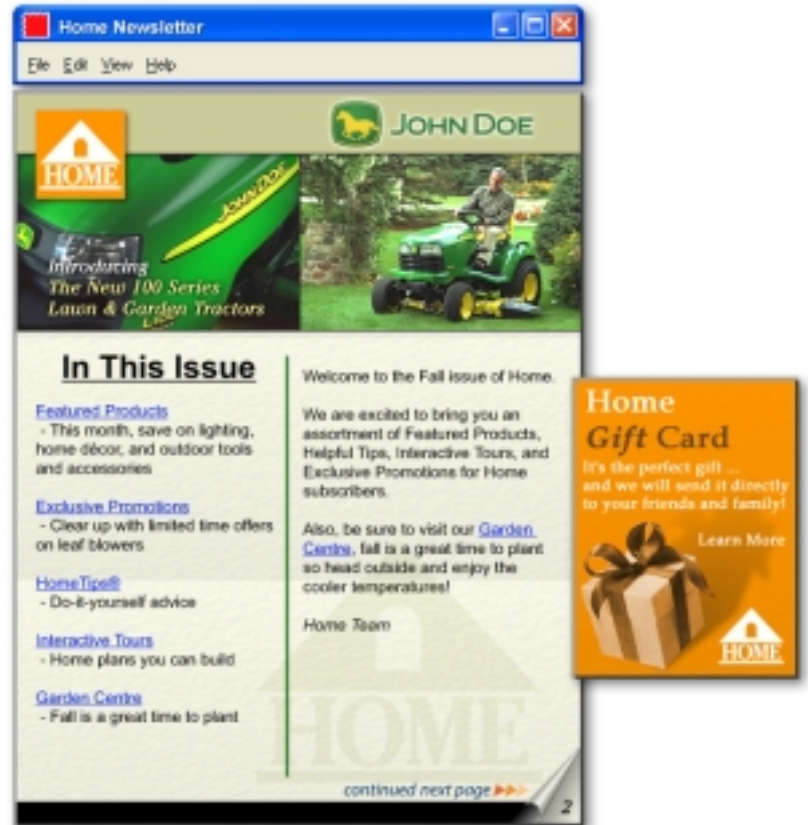 Home Newsletter
File Edit View Help
HOME
JOHN DOE
JOHN DOE
Introducing
The New 100 Series
Lawn & Garden Tractors
In This Issue
Featured Products
- This month, save on lighting,
home décor, and outdoor tools
and accessories
Exclusive Promotions
- Clear up with limited time offers
on leaf blowers
HomeTips®
- Do-it-yourself advice
Interactive Tours
- Home plans you can build
Garden Centre
- Fall is a great time to plant
Welcome to the Fall issue of Home.
We are excited to bring you an
assortment of Featured Products,
Helpful Tips, Interactive Tours, and
Exclusive Promotions for Home
subscribers.
Also, be sure to visit our Garden
Centre, fall is a great time to plant
so head outside and enjoy the
cooler temperatures!
Home Team
HOME
continued next page
2
Home
Gift Card
It's the perfect gift ...
and we will send it directly
to your friends and family!
Learn More
HOME